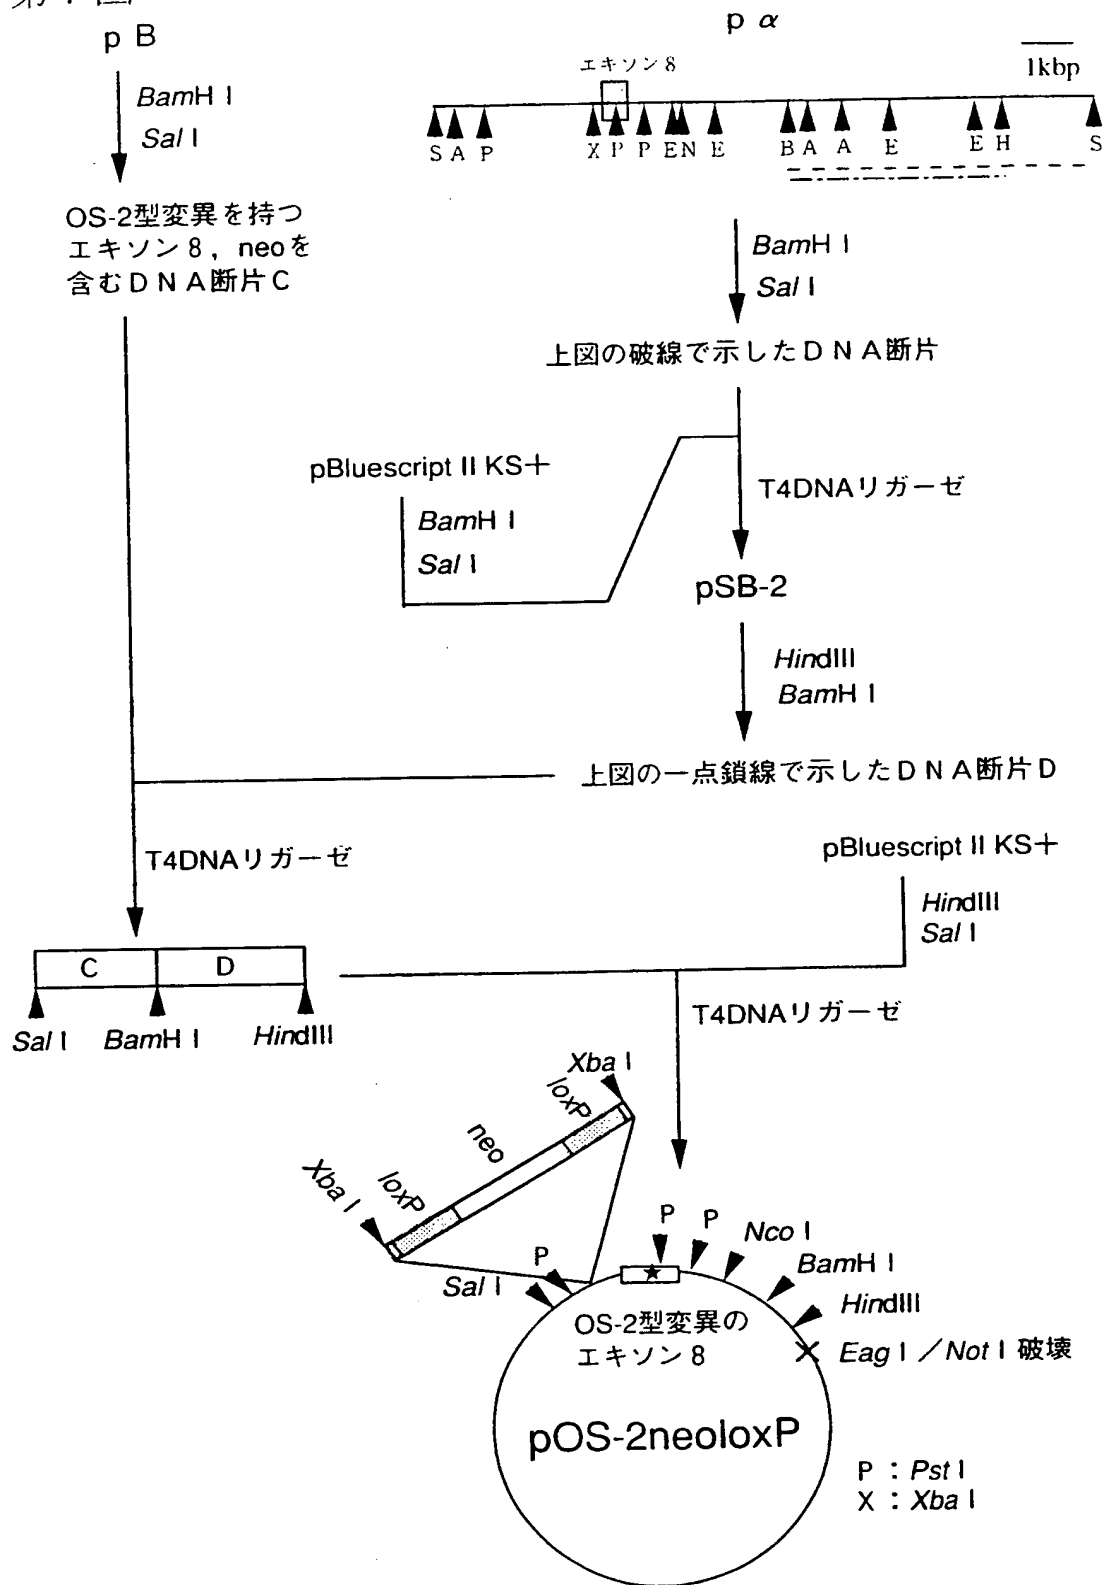 p B
p α
エキソン8
1kbp
S A P X P P E N E B A A E E H S
BamH I
Sal I
OS-2型変異を持つ
エキソン8，neoを
含むDNA断片C
BamH I
Sal I
上図の破線で示したDNA断片
pBluescript II KS+
BamH I
Sal I
T4DNAリガーゼ
pSB-2
HindIII
BamH I
上図の一点鎖線で示したDNA断片D
T4DNAリガーゼ
pBluescript II KS+
HindIII
Sal I
C D
Sal I BamH I HindIII
T4DNAリガーゼ
Xba I
loxP
neo
loxP
Xba I
Sal I
P
P
P
Nco I
BamH I
HindIII
Eag I／Not I 破壊
★
OS-2型変異の
エキソン8
pOS-2neoloxP
P：Pst I
X：Xba I